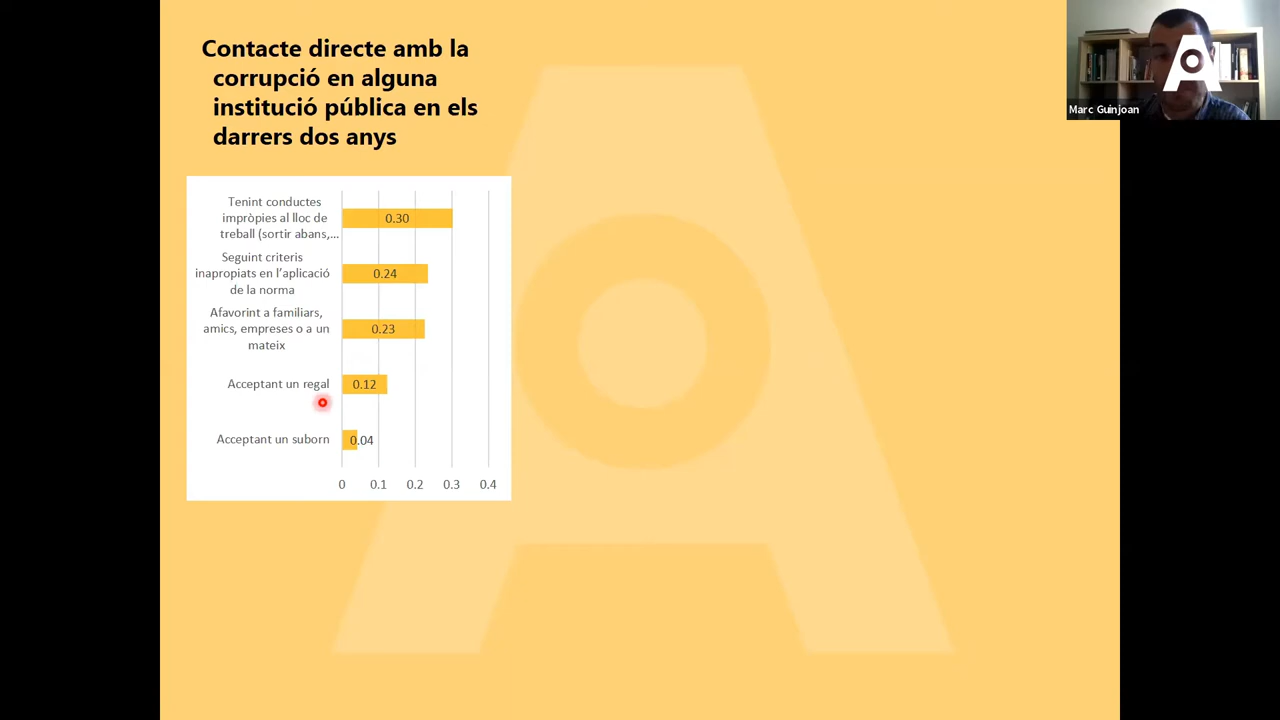 Contacte directe amb la
corrupció en alguna
institució pública en els
darrers dos anys
Marc Guinjoan
Tenint conductes
impròpies al lloc de
treball (sortir abans,...
0.30
Seguint criteris
inapropiats en l’aplicació
de la norma
0.24
Afavorint a familiars,
amics, empreses o a un
mateix
0.23
Acceptant un regal
0.12
Acceptant un suborn
0.04
0 0.1 0.2 0.3 0.4